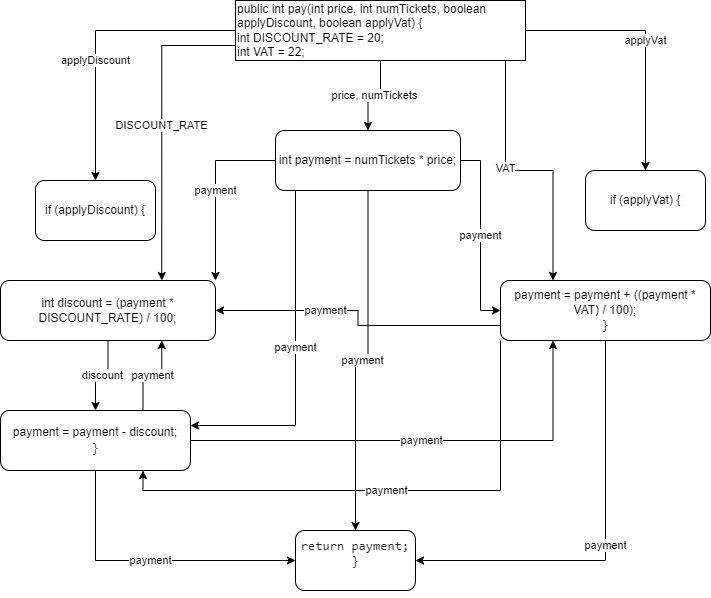 public int pay(int price, int numTickets, boolean
applyDiscount, boolean applyVat) {
int DISCOUNT_RATE = 20;
int VAT = 22;
applyDiscount
applyVat
price, numTickets
DISCOUNT_RATE
int payment = numTickets * price;
VAT
payment
if (applyDiscount) {
if (applyVat) {
payment
int discount = (payment *
DISCOUNT_RATE) / 100;
payment
payment = payment + ((payment *
VAT) / 100);
}
payment
payment
discount
payment
payment = payment - discount;
}
payment
payment
return payment;
}
payment
payment